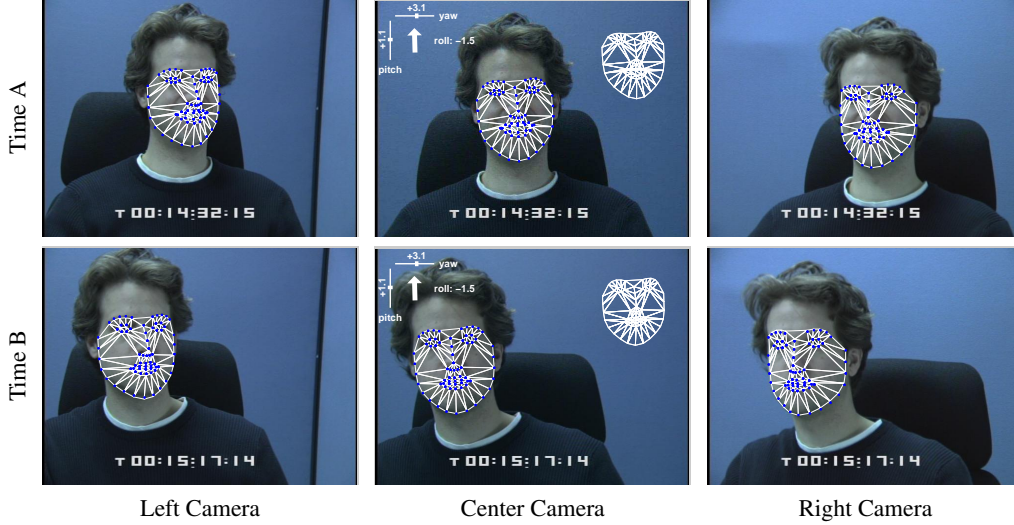 Time A
+3.1
yaw
+1.1
roll: −1.5
pitch
T 00:14:32:15
T 00:14:32:15
T 00:14:32:15
Time B
+3.1
yaw
+1.1
roll: −1.5
pitch
T 00:15:17:14
T 00:15:17:14
T 00:15:17:14
Left Camera
Center Camera
Right Camera